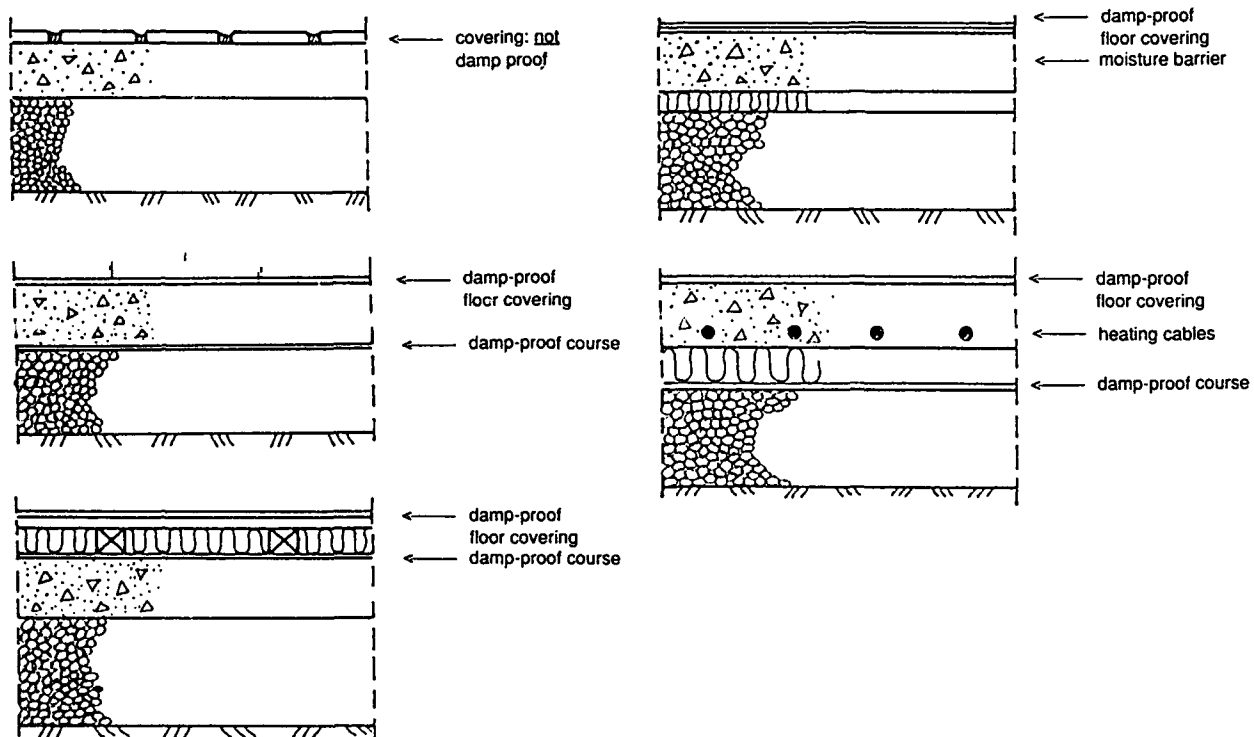 covering: not
damp proof
damp-proof
floor covering
damp-proof course
damp-proof
floor covering
damp-proof course
damp-proof
floor covering
moisture barrier
damp-proof
floor covering
heating cables
damp-proof course